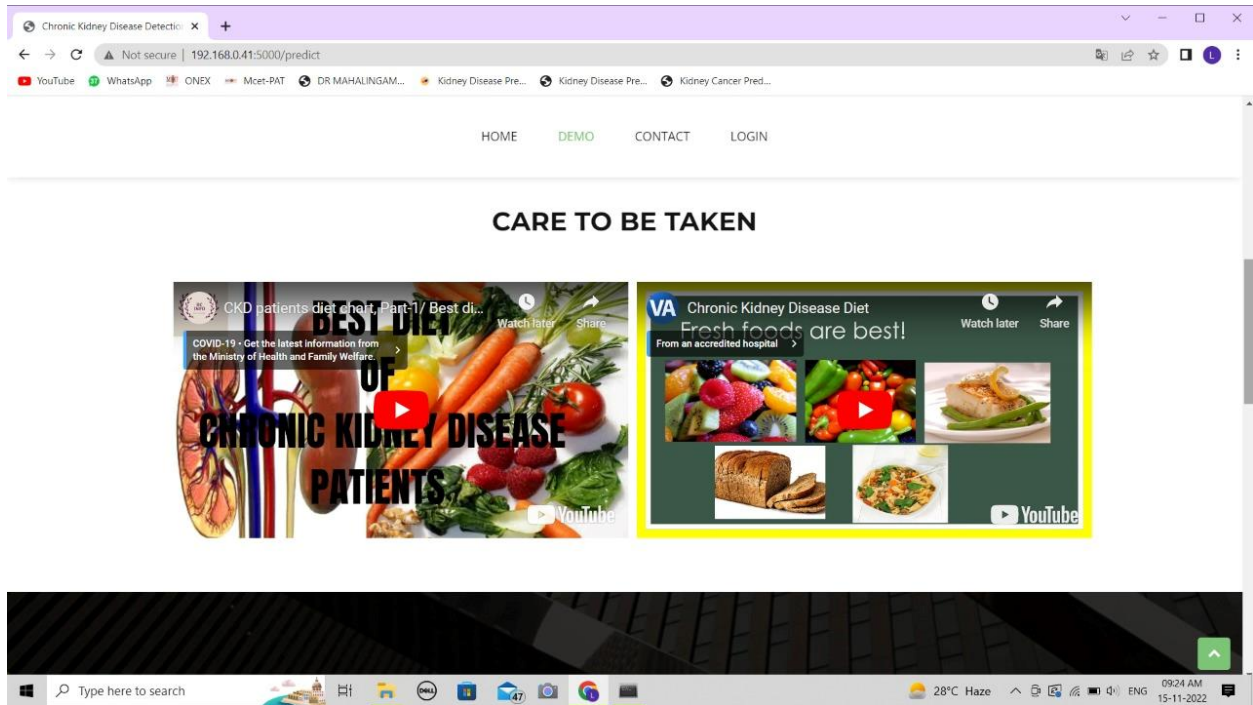 Chronic Kidney Disease Detectio
Not secure | 192.168.0.41:5000/predict
YouTube WhatsApp ONEX Mcet-PAT DR MAHALINGAM... Kidney Disease Pre... Kidney Disease Pre... Kidney Cancer Pred...
HOME DEMO CONTACT LOGIN
CARE TO BE TAKEN
CKD patients diet chart, Part-1/ Best di...
Watch later Share
COVID-19 • Get the latest information from
the Ministry of Health and Family Welfare.
BEST DIET
OF
CHRONIC KIDNEY DISEASE
PATIENTS
YouTube
VA Chronic Kidney Disease Diet
Watch later Share
Fresh foods are best!
From an accredited hospital
YouTube
Type here to search
DELL
47
28°C Haze
ENG
09:24 AM
15-11-2022